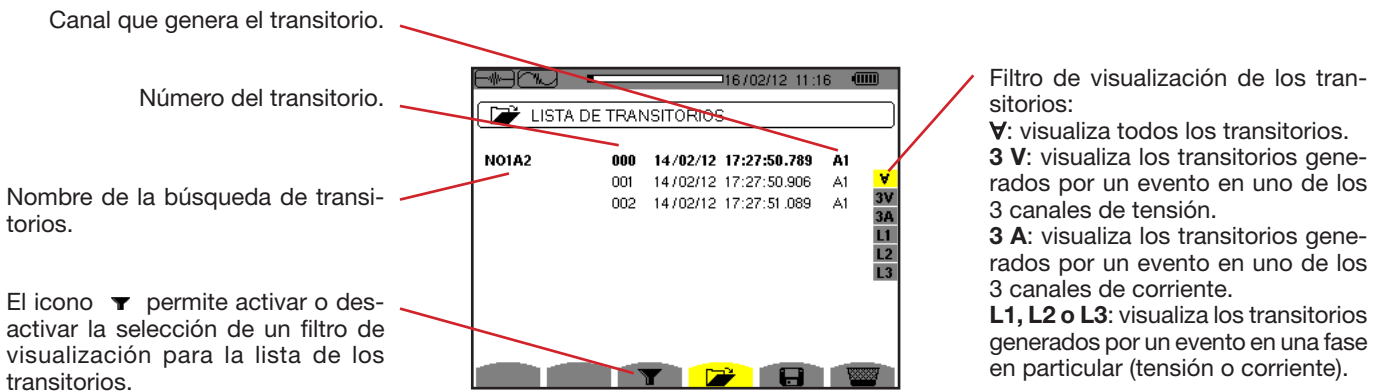 Canal que genera el transitorio.
Número del transitorio.
Nombre de la búsqueda de transi-
torios.
El icono permite activar o des-
activar la selección de un filtro de
visualización para la lista de los
transitorios.
16/02/12 11:16
LISTA DE TRANSITORIOS
NO1A2 000 14/02/12 17:27:50.789 A1
001 14/02/12 17:27:50.906 A1
002 14/02/12 17:27:51.089 A1
∀
3V
3A
L1
L2
L3
Filtro de visualización de los tran-
sitorios:
∀: visualiza todos los transitorios.
3 V: visualiza los transitorios gene-
rados por un evento en uno de los
3 canales de tensión.
3 A: visualiza los transitorios gene-
rados por un evento en uno de los
3 canales de corriente.
L1, L2 o L3: visualiza los transitorios
generados por un evento en una fase
en particular (tensión o corriente).